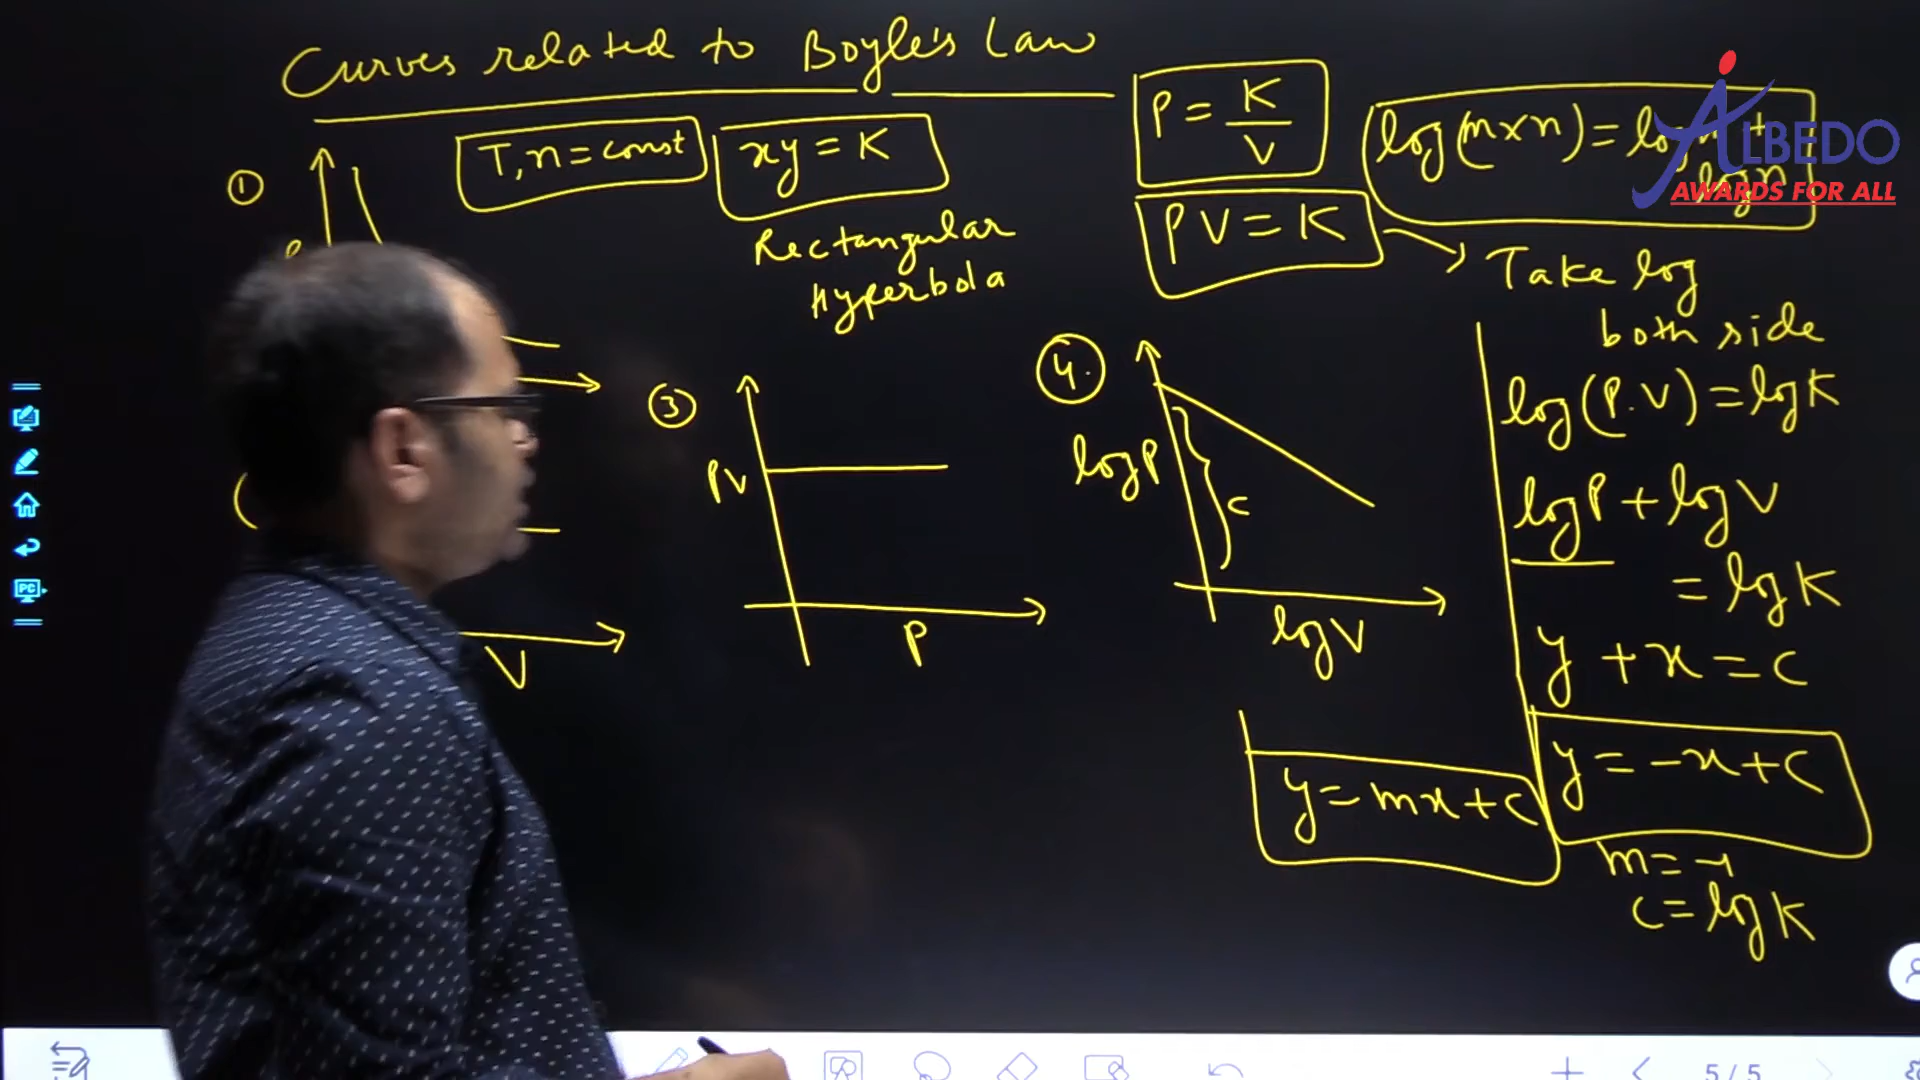 Curves related to Boyle's Law
T, n = const
xy = K
Rectangular
Hyperbola
P = K/V
PV = K
log(m×n) = log +
log n
ALBEDO
AWARDS FOR ALL
Take log
both side
log(P.V) = log K
log P + log V
= log K
y + x = c
y = -x + c
m = -1
c = log K
y = mx + c
①
V
③
PV
P
④
log P
c
log V
PC
5 / 5